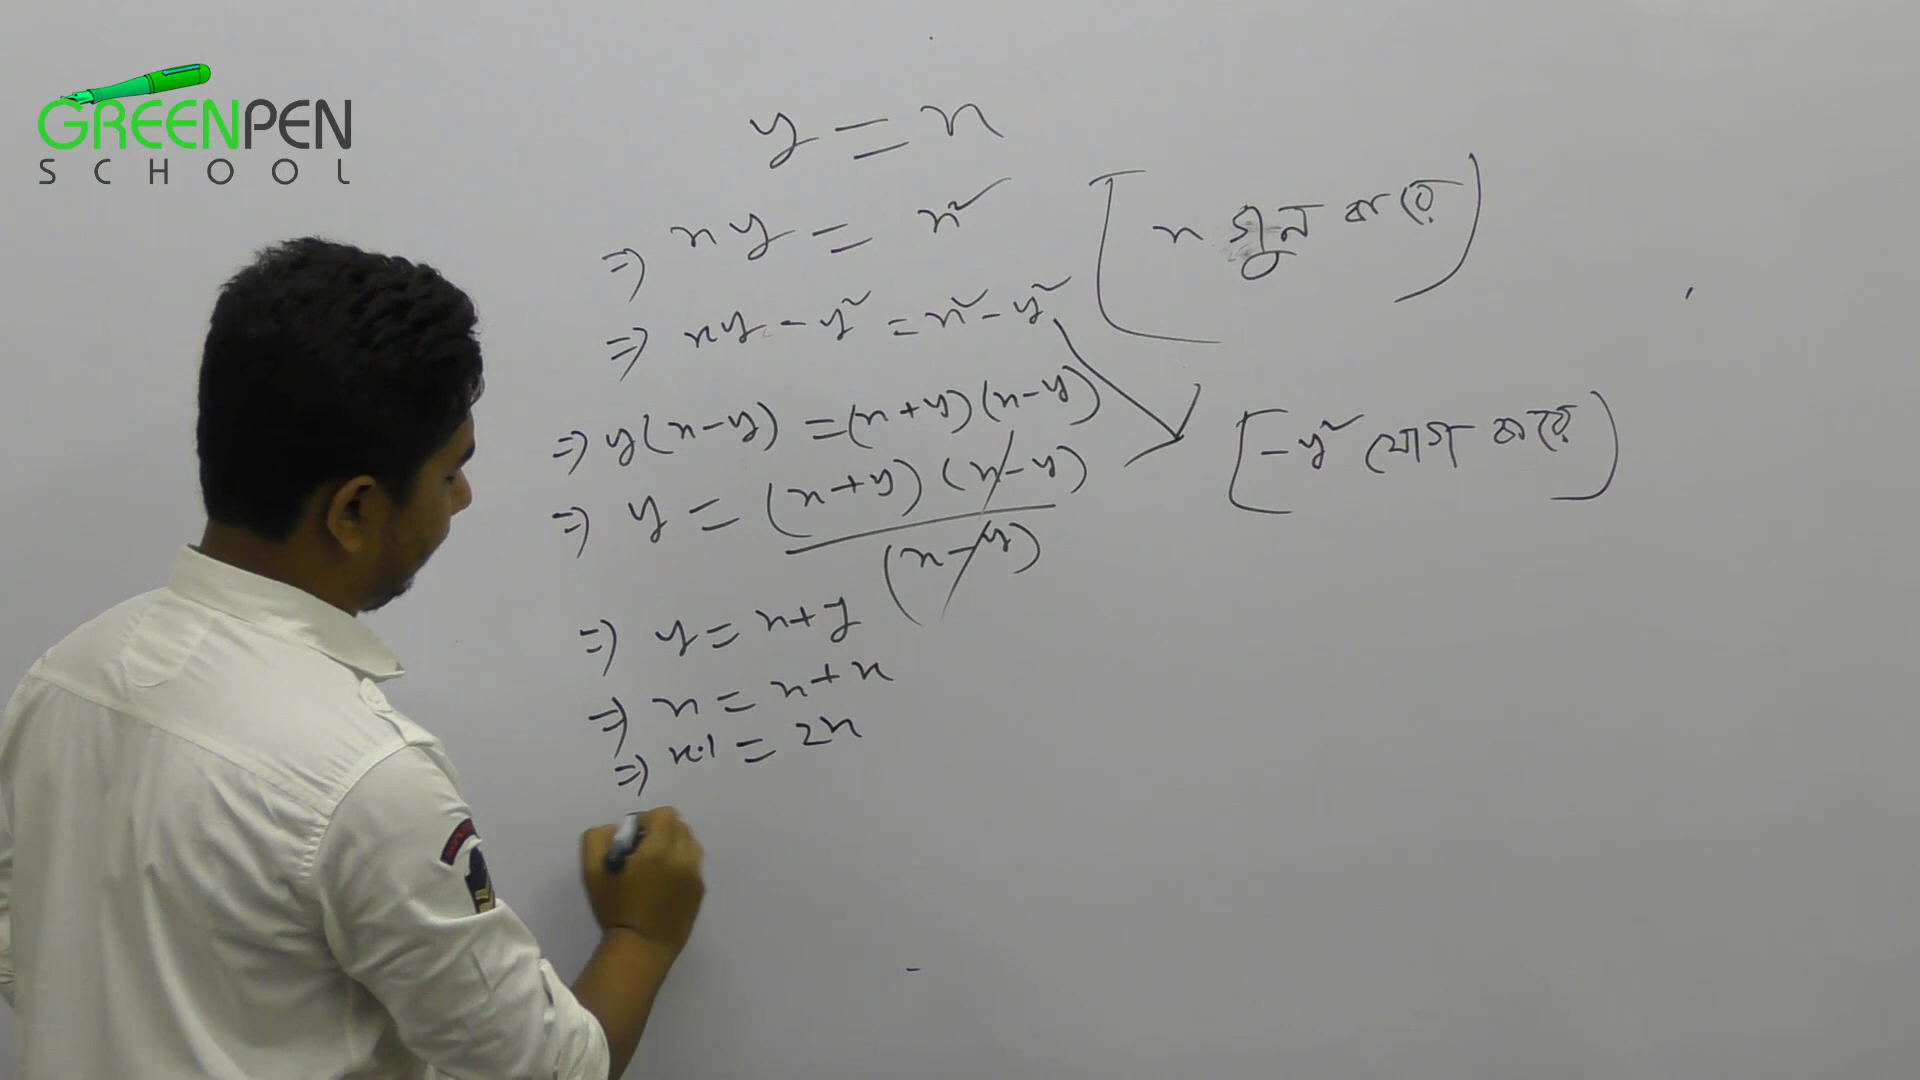 GREENPEN
SCHOOL
y = x
⇒ xy = x² [x গুন করে]
⇒ xy - y² = x² - y²
⇒ y(x-y) = (x+y)(x-y) [-y² যোগ করে]
⇒ y = (x+y)(x-y)
(x-y)
⇒ y = x+y
⇒ x = x+x
⇒ x·1 = 2x